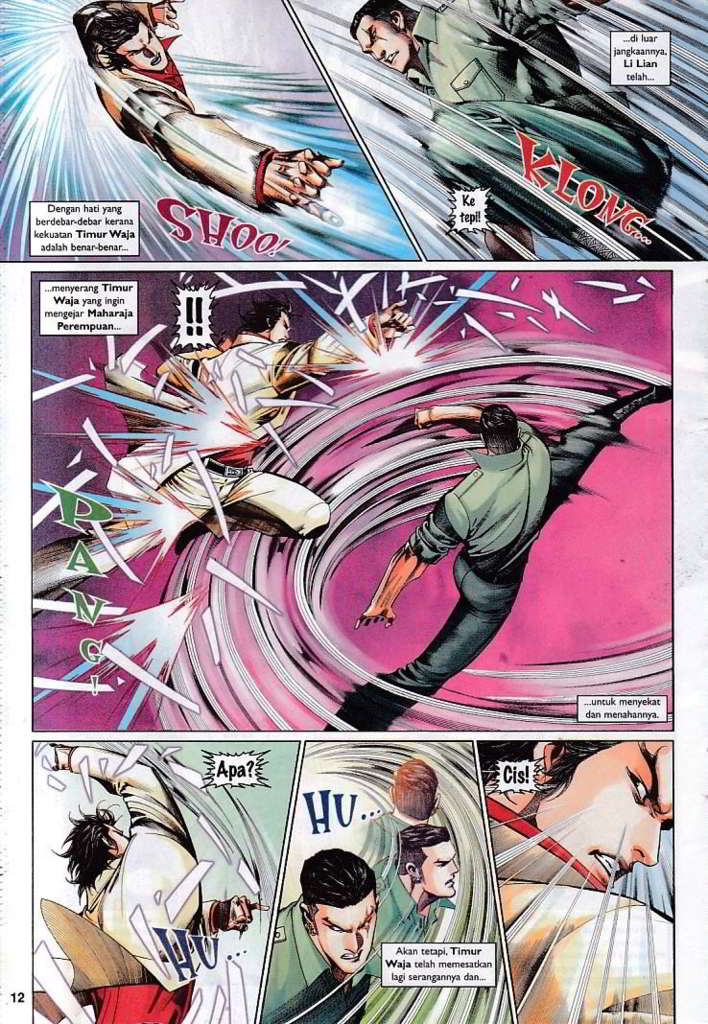 Dengan hati yang
berdebar-debar kerana
kekuatan Timur Waja
adalah benar-benar...
SHOO!
...di luar
jangkaannya,
Li Lian
telah...
Ke
tepi!
KLONG...
...menyerang Timur
Waja yang ingin
mengejar Maharaja
Perempuan...
!!
PANG!
...untuk menyekat
dan menahannya.
Apa?
HU...
HU...
Akan tetapi, Timur
Waja telah memesatkan
lagi serangannya dan...
Cis!
12